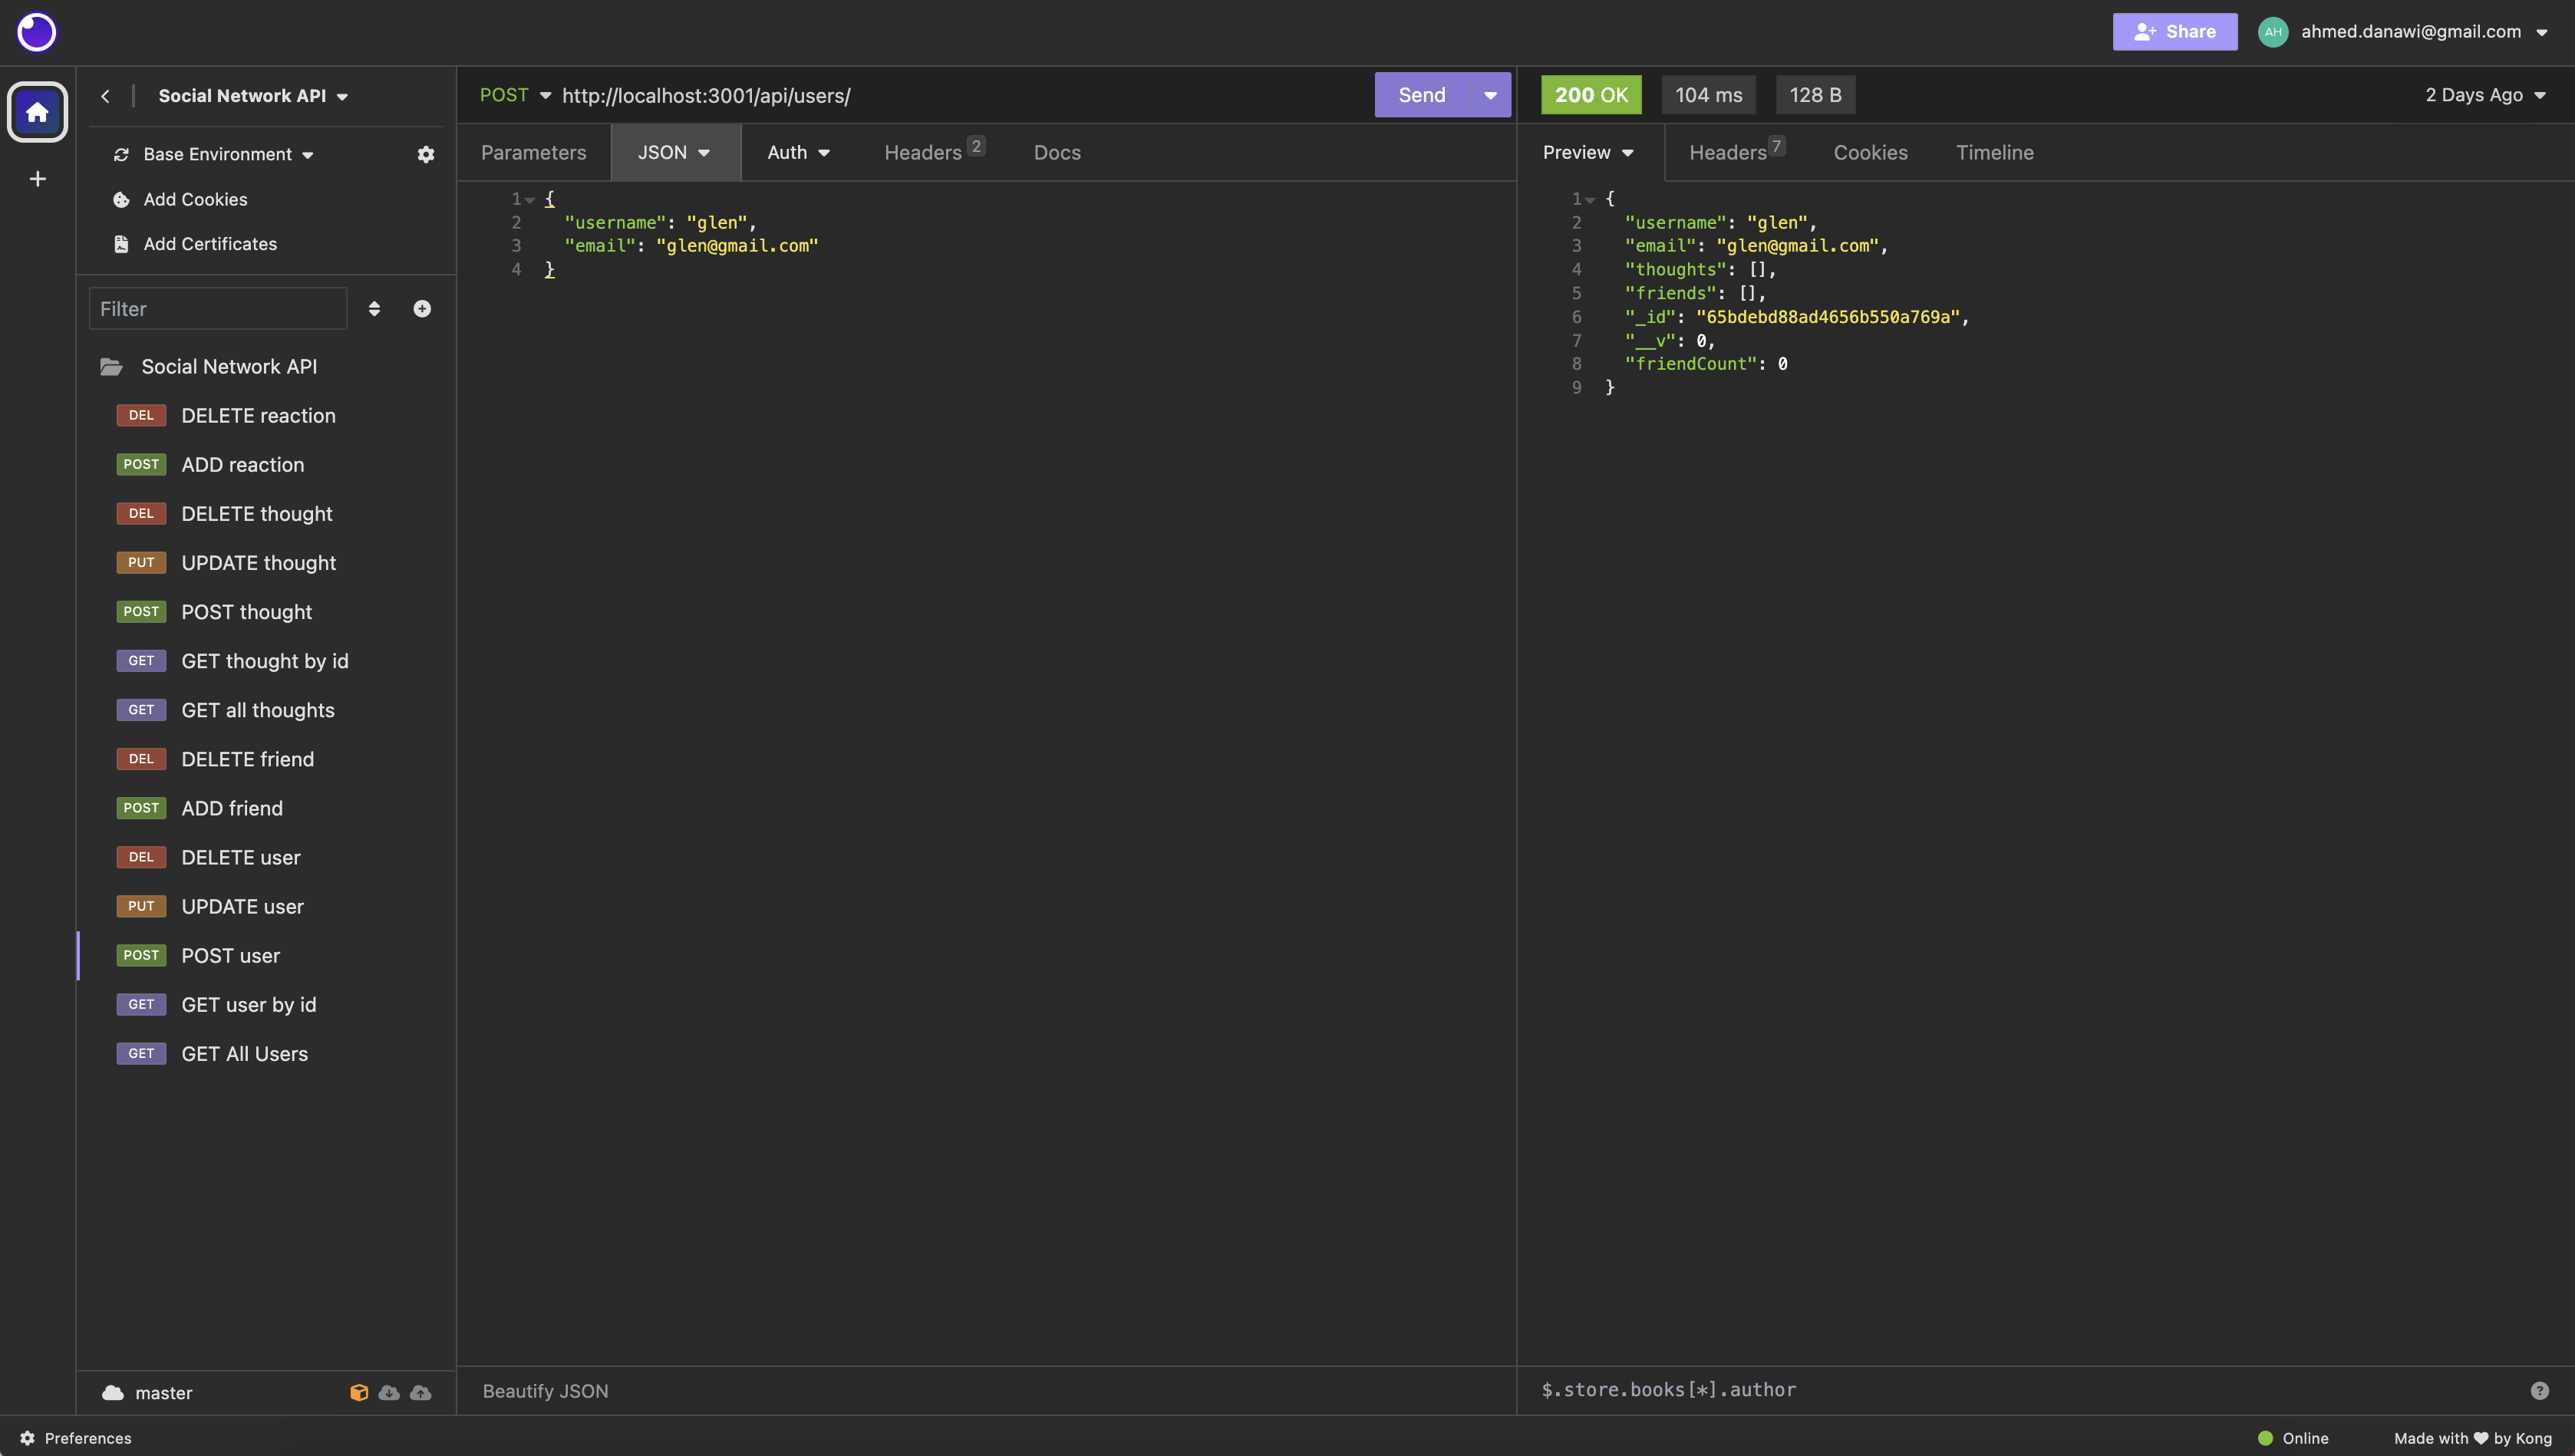 Share
AH
ahmed.danawi@gmail.com
Social Network API
Base Environment
Add Cookies
Add Certificates
Filter
Social Network API
DEL DELETE reaction
POST ADD reaction
DEL DELETE thought
PUT UPDATE thought
POST POST thought
GET GET thought by id
GET GET all thoughts
DEL DELETE friend
POST ADD friend
DEL DELETE user
PUT UPDATE user
POST POST user
GET GET user by id
GET GET All Users
master
POST http://localhost:3001/api/users/
Send
Parameters JSON Auth Headers 2 Docs
1 {
2 "username": "glen",
3 "email": "glen@gmail.com"
4 }
Beautify JSON
200 OK 104 ms 128 B 2 Days Ago
Preview Headers 7 Cookies Timeline
1 {
2 "username": "glen",
3 "email": "glen@gmail.com",
4 "thoughts": [],
5 "friends": [],
6 "_id": "65bdebd88ad4656b550a769a",
7 "__v": 0,
8 "friendCount": 0
9 }
$.store.books[*].author
?
Preferences
Online
Made with ♥ by Kong